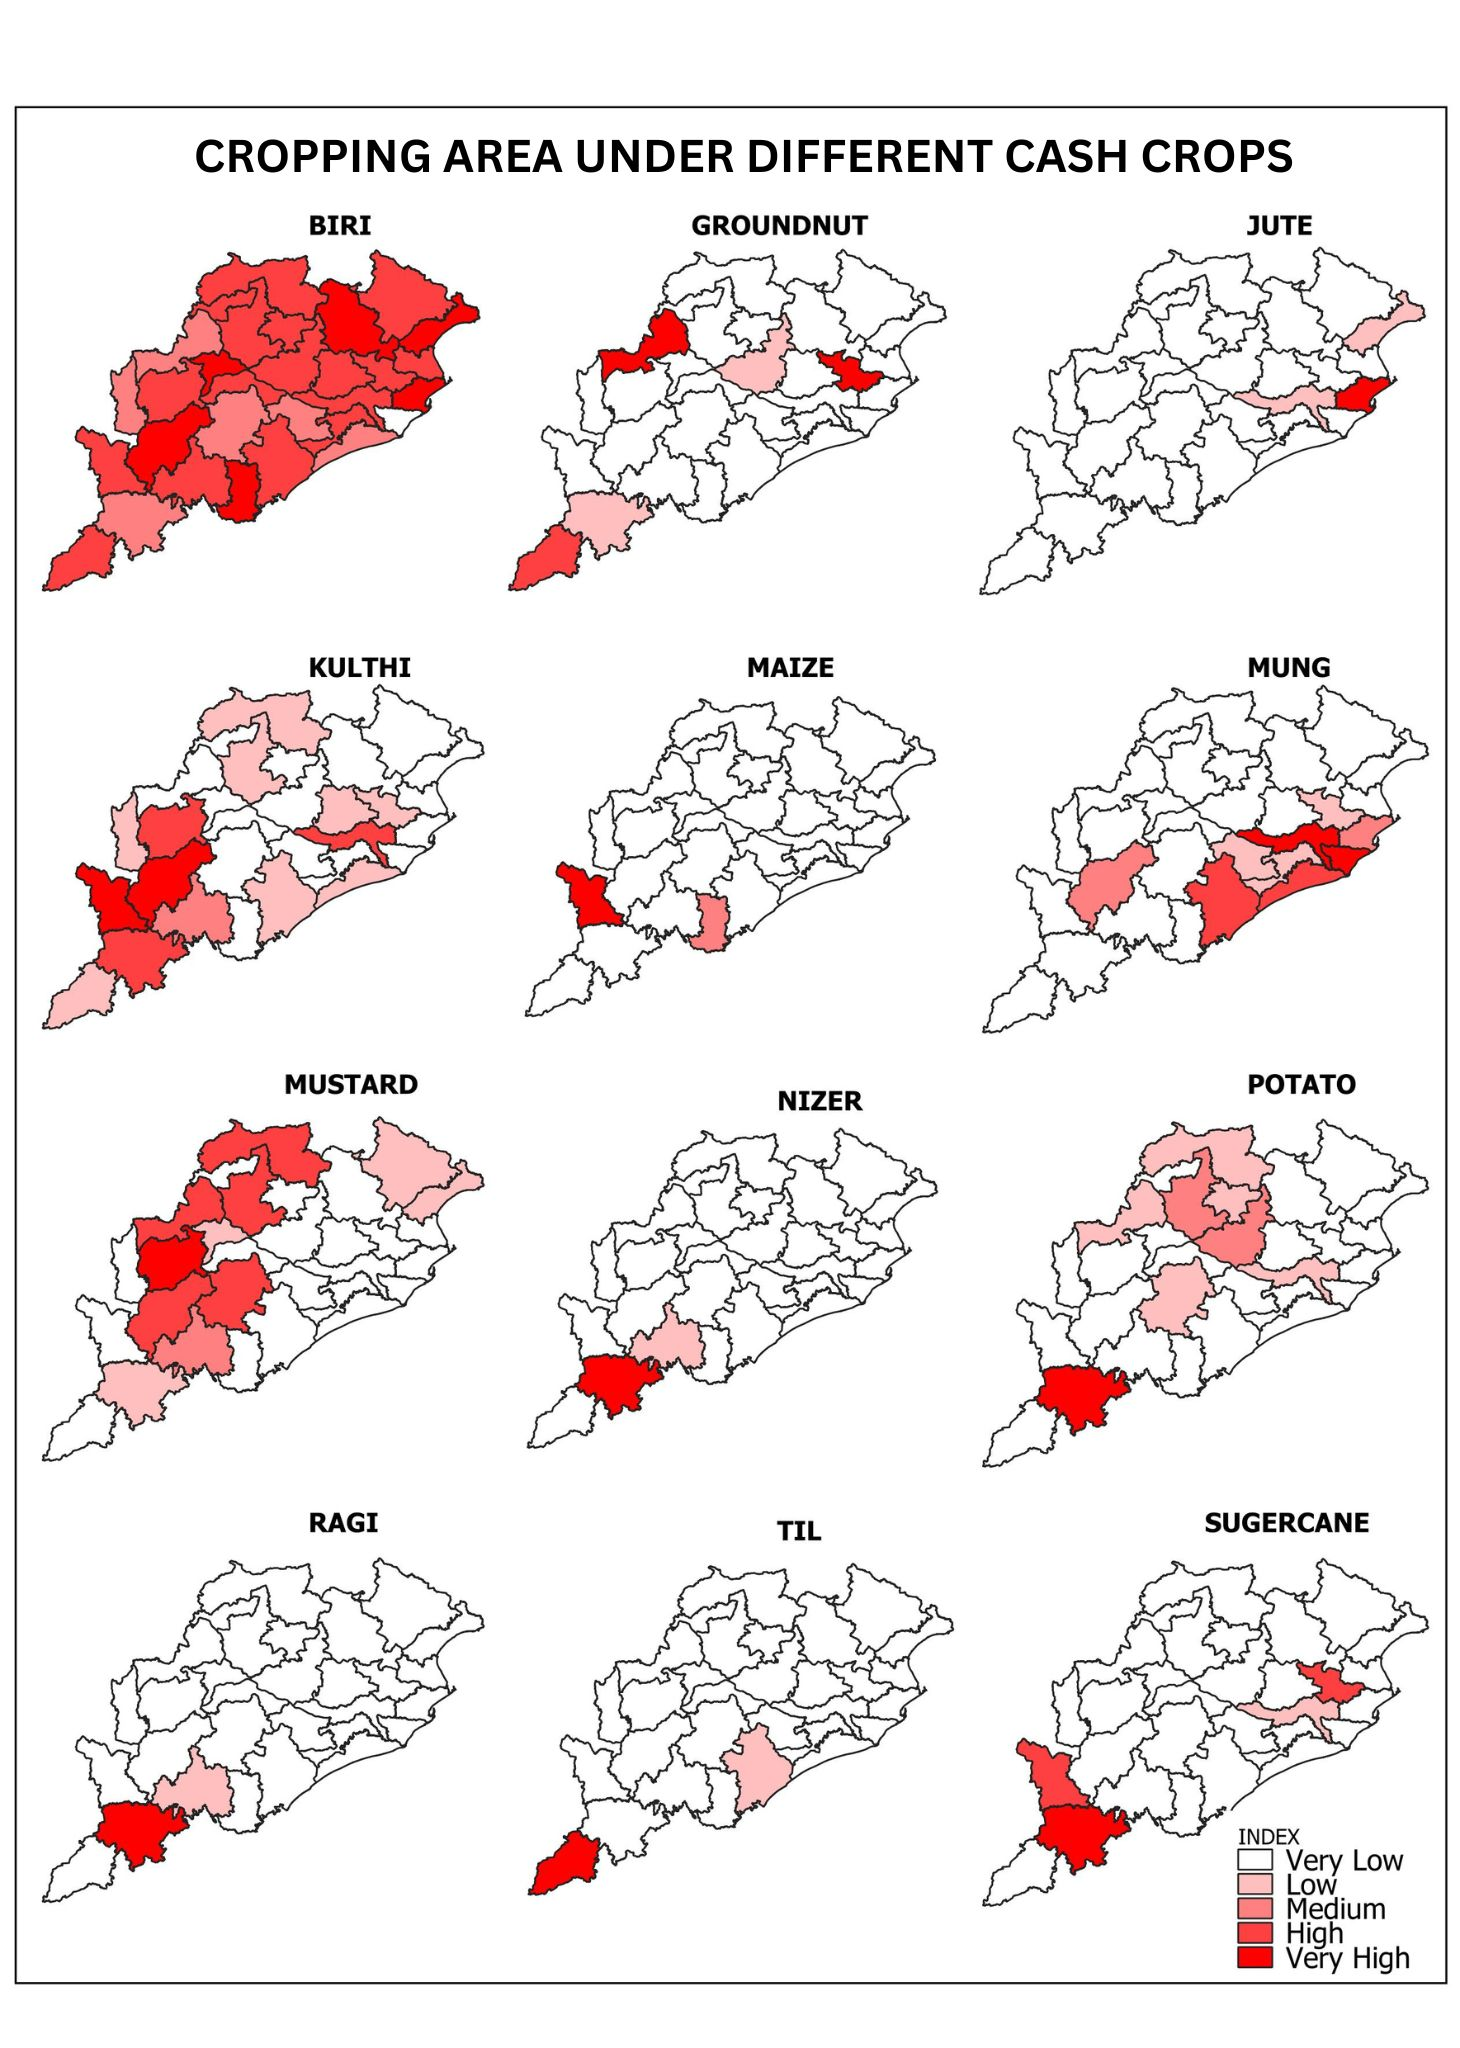 CROPPING AREA UNDER DIFFERENT CASH CROPS
BIRI
GROUNDNUT
JUTE
KULTHI
MAIZE
MUNG
MUSTARD
NIZER
POTATO
RAGI
TIL
SUGERCANE
INDEX
Very Low
Low
Medium
High
Very High